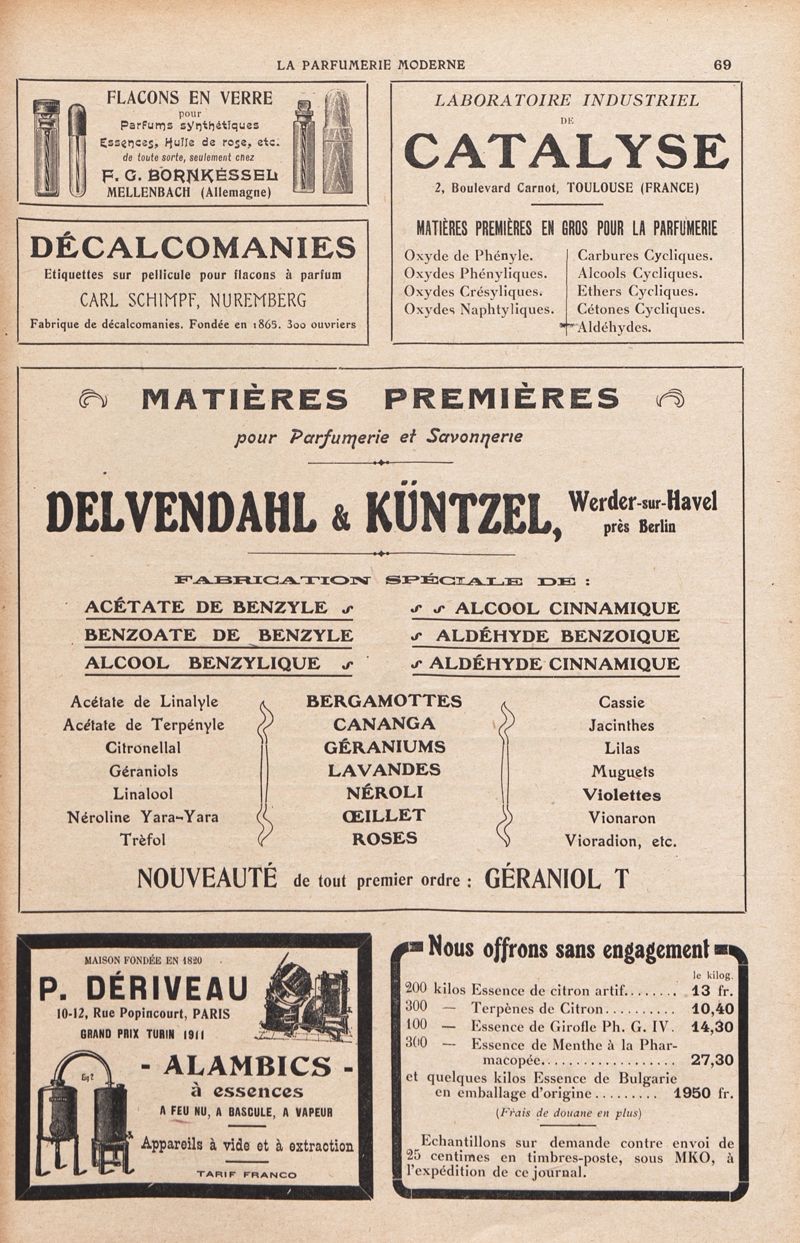 LA PARFUMERIE MODERNE
69
FLACONS EN VERRE
pour
Parfums synthétiques
Essences, Huile de rose, etc.
de toute sorte, seulement chez
F. G. BORNKESSEL
MELLENBACH (Allemagne)
DÉCALCOMANIES
Etiquettes sur pellicule pour flacons à parfum
CARL SCHIMPF, NUREMBERG
Fabrique de décalcomanies. Fondée en 1865. 300 ouvriers
LABORATOIRE INDUSTRIEL
DE
CATALYSE
2, Boulevard Carnot, TOULOUSE (FRANCE)
MATIÈRES PREMIÈRES EN GROS POUR LA PARFUMERIE
Oxyde de Phényle.
Oxydes Phényliques.
Oxydes Crésyliques.
Oxydes Naphtyliques.
Carbures Cycliques.
Alcools Cycliques.
Ethers Cycliques.
Cétones Cycliques.
Aldéhydes.
MATIÈRES PREMIÈRES
pour Parfumerie et Savonnerie
DELVENDAHL & KÜNTZEL, Werder-sur-Havel
près Berlin
FABRICATION SPÉCIALE DE :
ACÉTATE DE BENZYLE
BENZOATE DE BENZYLE
ALCOOL BENZYLIQUE
ALCOOL CINNAMIQUE
ALDÉHYDE BENZOIQUE
ALDÉHYDE CINNAMIQUE
Acétate de Linalyle
Acétate de Terpényle
Citronellal
Géraniols
Linalool
Néroline Yara-Yara
Trèfol
BERGAMOTTES
CANANGA
GÉRANIUMS
LAVANDES
NÉROLI
ŒILLET
ROSES
Cassie
Jacinthes
Lilas
Muguets
Violettes
Vionaron
Vioradion, etc.
NOUVEAUTÉ de tout premier ordre : GÉRANIOL T
MAISON FONDÉE EN 1820
P. DÉRIVEAU
10-12, Rue Popincourt, PARIS
GRAND PRIX TURIN 1911
- ALAMBICS -
à essences
A FEU NU, A BASCULE, A VAPEUR
Appareils à vide et à extraction
TARIF FRANCO
Nous offrons sans engagement
le kilog.
200 kilos Essence de citron artif........ 13 fr.
300 — Terpènes de Citron.......... 10,40
100 — Essence de Girofle Ph. G. IV. 14,30
300 — Essence de Menthe à la Phar-
macopée.................. 27,30
et quelques kilos Essence de Bulgarie
en emballage d'origine......... 1950 fr.
(Frais de douane en plus)
Echantillons sur demande contre envoi de
25 centimes en timbres-poste, sous MKO, à
l'expédition de ce journal.